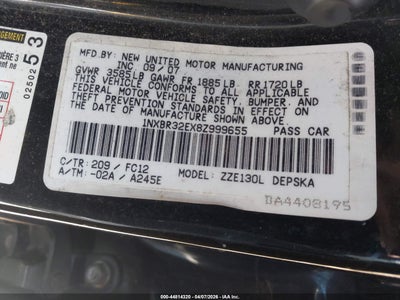 MFD. BY: NEW UNITED MOTOR MANUFACTURING
INC 09/07
GVWR 3585LB GAWR FR 1885LB RR 1720LB
THIS VEHICLE CONFORMS TO ALL APPLICABLE
FEDERAL MOTOR VEHICLE SAFETY, BUMPER, AND
THEFT PREVENTION STANDARDS IN EFFECT ON
THE DATE OF MANUFACTURE SHOWN ABOVE.
1NXBR32EX8Z999655 PASS. CAR
C/TR: 209 / FC12
A/TM: -02A / A245E
MODEL: ZZE130L DEPSKA
BA4408195
0250253
STOCK: 44814320 - 04/07/2026 - IAA Inc.